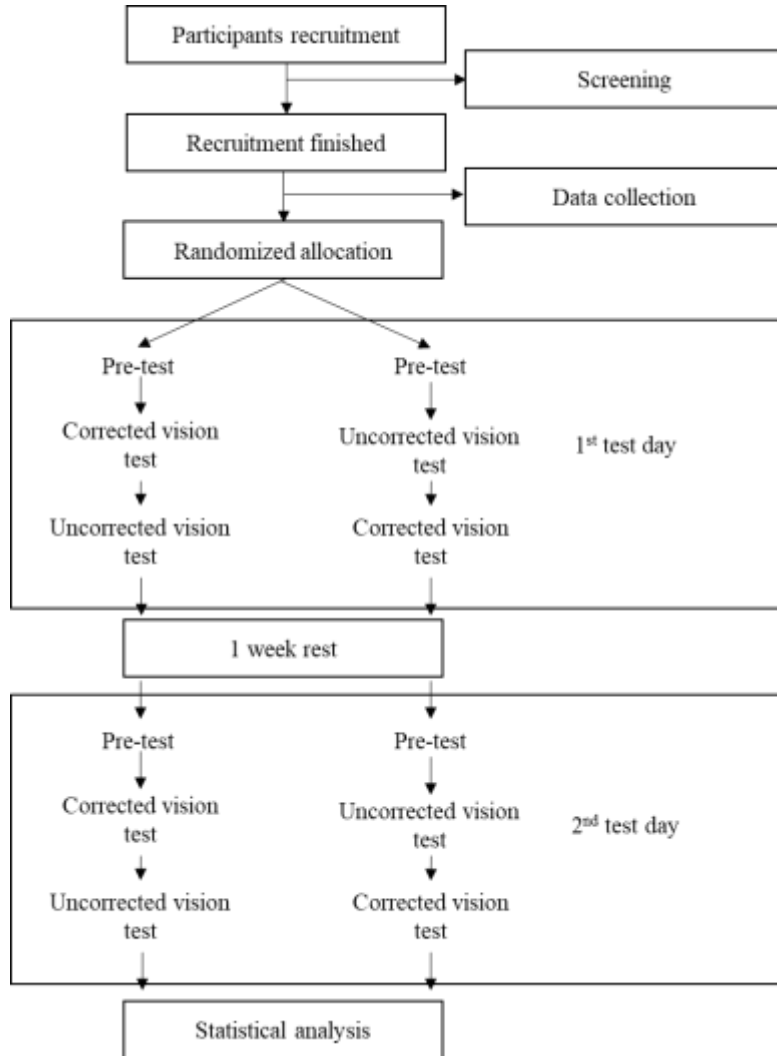 Participants recruitment
Screening
Recruitment finished
Data collection
Randomized allocation
Pre-test
Pre-test
Corrected vision
test
Uncorrected vision
test
1st test day
Uncorrected vision
test
Corrected vision
test
1 week rest
Pre-test
Pre-test
Corrected vision
test
Uncorrected vision
test
2nd test day
Uncorrected vision
test
Corrected vision
test
Statistical analysis